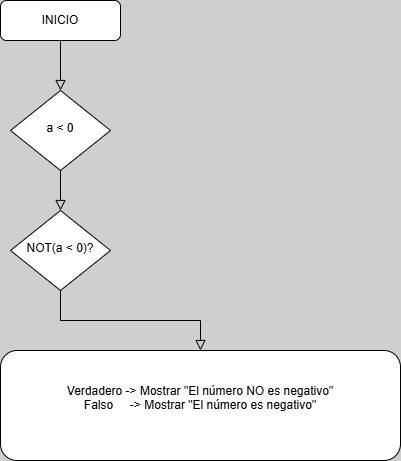 INICIO
a < 0
NOT(a < 0)?
Verdadero -> Mostrar "El número NO es negativo"
Falso -> Mostrar "El número es negativo"